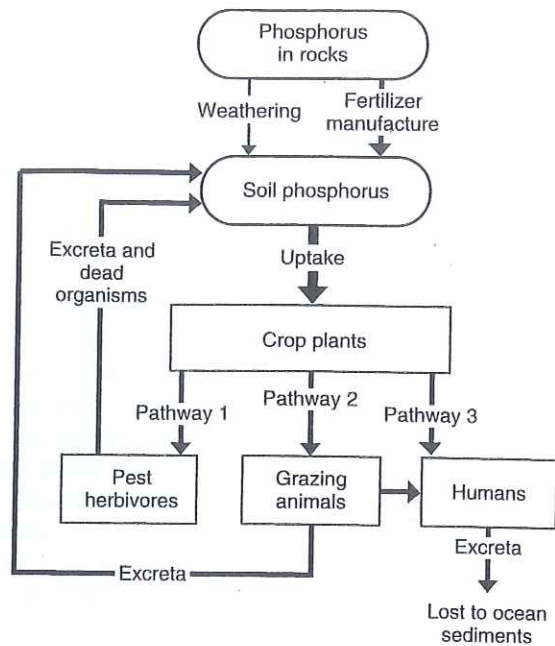 Phosphorus
in rocks
Weathering
Fertilizer
manufacture
Soil phosphorus
Excreta and
dead
organisms
Uptake
Crop plants
Pathway 1
Pathway 2
Pathway 3
Pest
herbivores
Grazing
animals
Humans
Excreta
Excreta
Lost to ocean
sediments